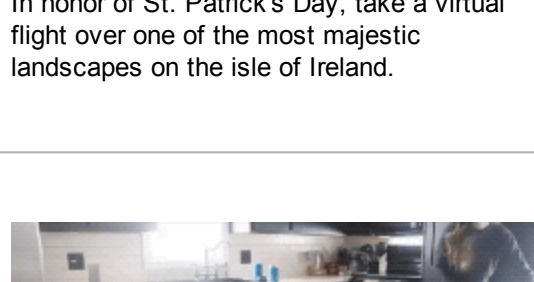 In honor of St. Patrick's Day, take a virtual
flight over one of the most majestic
landscapes on the isle of Ireland.